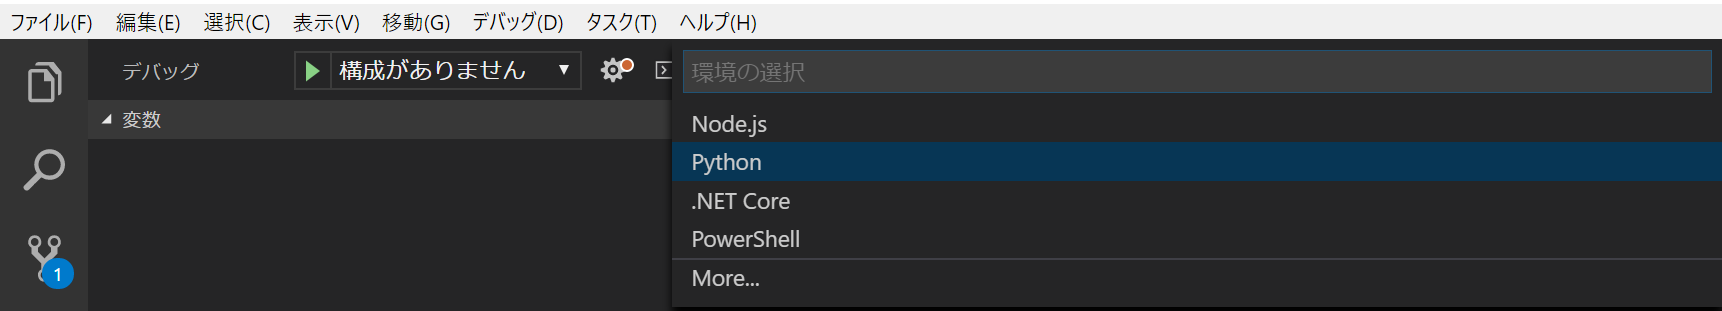 ファイル(F) 編集(E) 選択(C) 表示(V) 移動(G) デバッグ(D) タスク(T) ヘルプ(H)
デバッグ 構成がありません 環境の選択
変数
Node.js
Python
.NET Core
PowerShell
More...
1